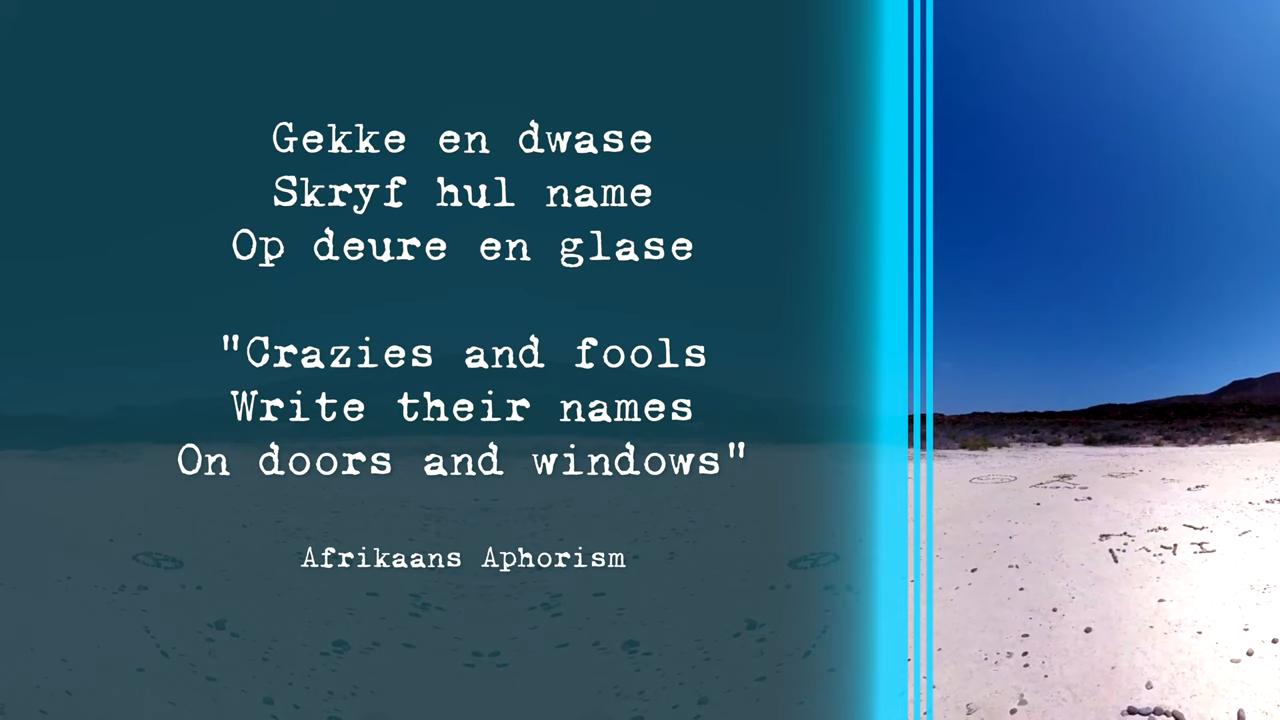 Gekke en dwase
Skryf hul name
Op deure en glase
"Crazies and fools
Write their names
On doors and windows"
Afrikaans Aphorism